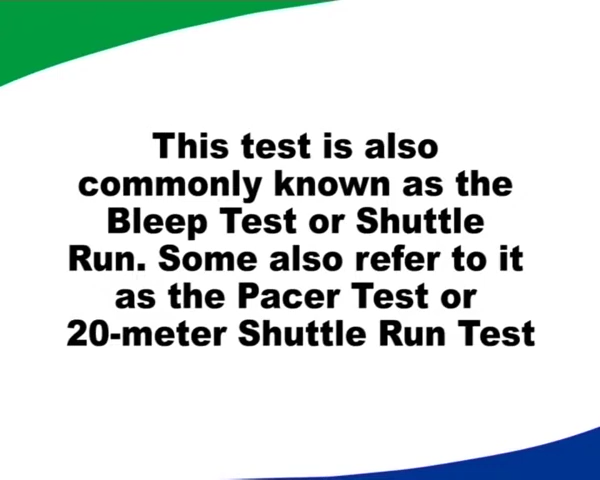 This test is also
commonly known as the
Bleep Test or Shuttle
Run. Some also refer to it
as the Pacer Test or
20-meter Shuttle Run Test